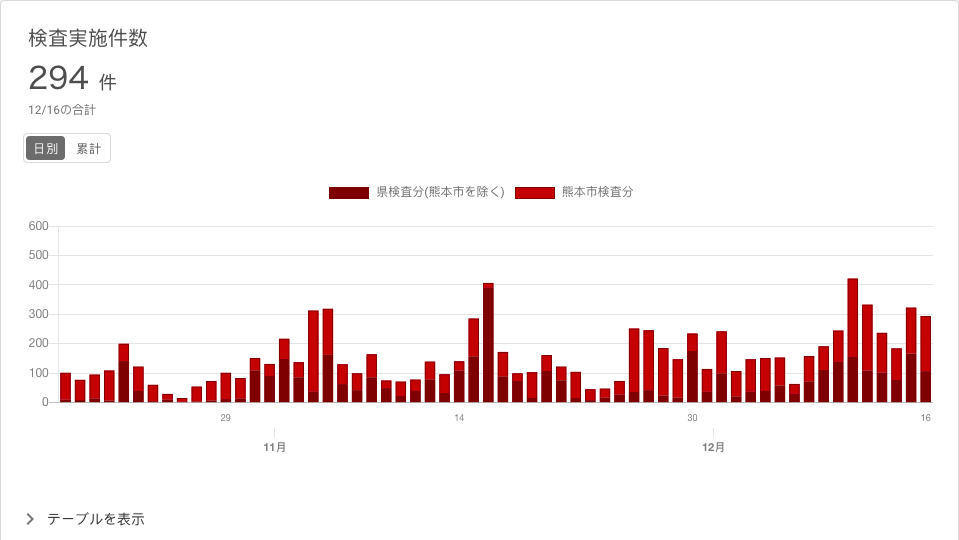 検査実施件数
294 件
12/16の合計
日別 累計
県検査分(熊本市を除く) 熊本市検査分
600
500
400
300
200
100
0
29 14 30 16
11月 12月
テーブルを表示